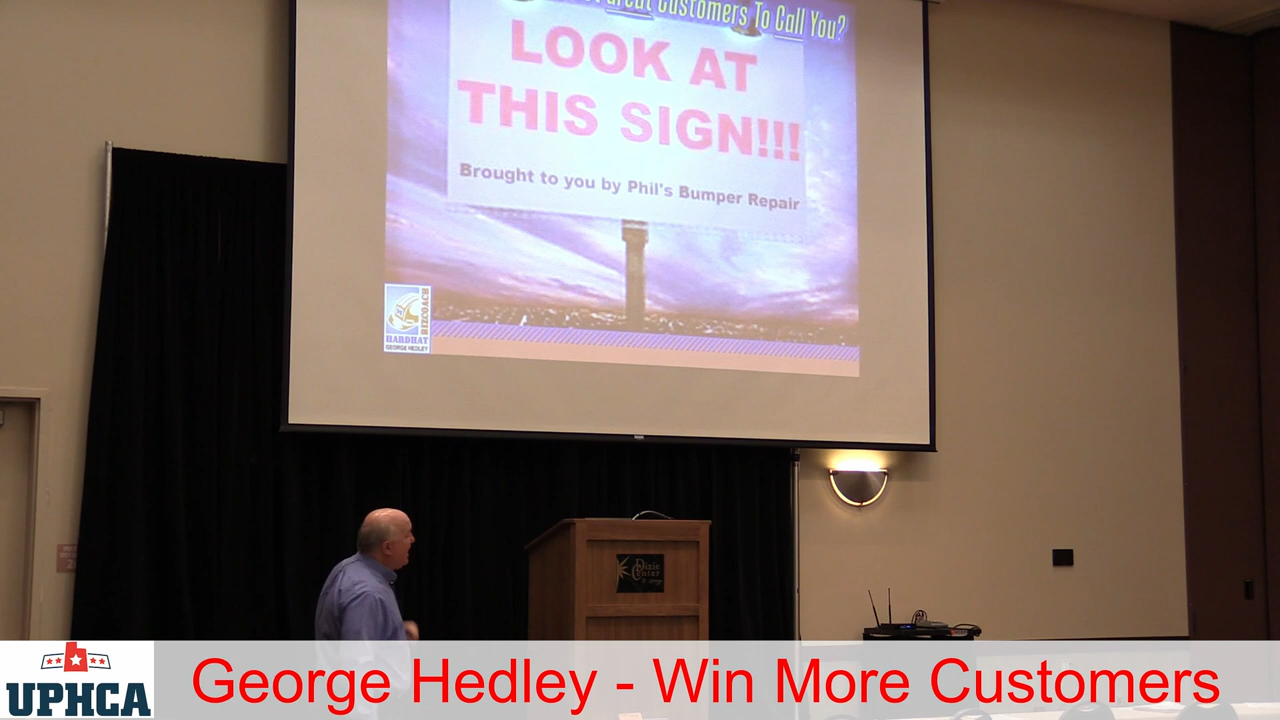 Customers To Call You?
LOOK AT
THIS SIGN!!!
Brought to you by Phil's Bumper Repair
HARDHAT
BIZCOACH
GEORGE HEDLEY
Dixie
Center
UPHCA
George Hedley - Win More Customers